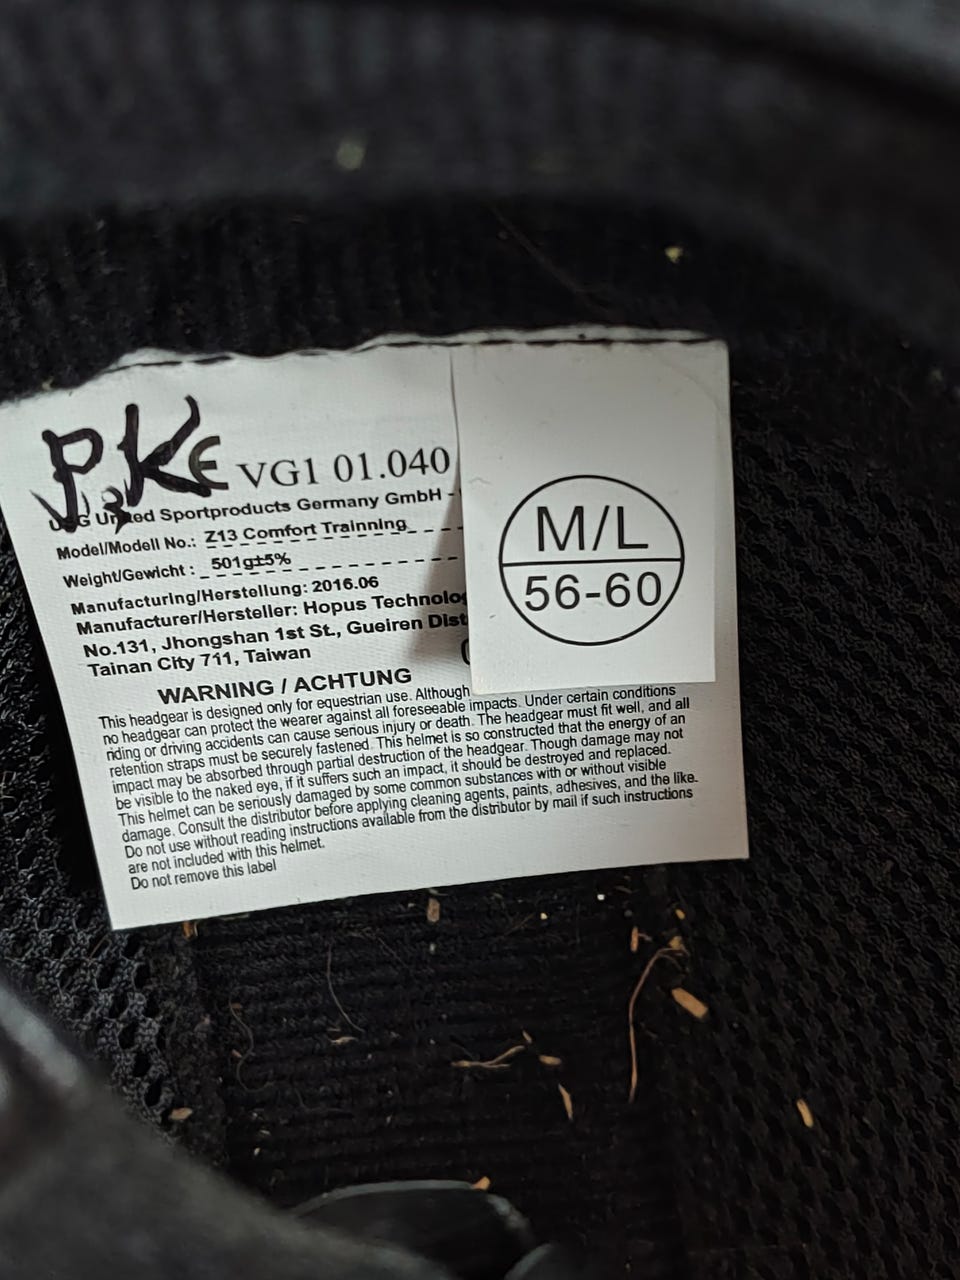 VG1 01.040
United Sportproducts Germany GmbH -
Model/Modell No.: Z13 Comfort Trainning
Weight/Gewicht : 501g±5%
Manufacturing/Herstellung: 2016.06
Manufacturer/Hersteller: Hopus
No.131, Jhongshan 1st St., Gueiren
Tainan City 711, Taiwan
M/L
56-60
WARNING / ACHTUNG
This headgear is designed only for equestrian use. Although
no headgear can protect the wearer against all foreseeable impacts. Under certain conditions
riding or driving accidents can cause serious injury or death. The headgear must fit well, and all
retention straps must be securely fastened. This helmet is so constructed that the energy of an
impact may be absorbed through partial destruction of the headgear. Though damage may not
be visible to the naked eye, if it suffers such an impact, it should be destroyed and replaced.
This helmet can be seriously damaged by some common substances with or without visible
damage. Consult the distributor before applying cleaning agents, paints, adhesives, and the like.
Do not use without reading instructions available from the distributor by mail if such instructions
are not included with this helmet.
Do not remove this label